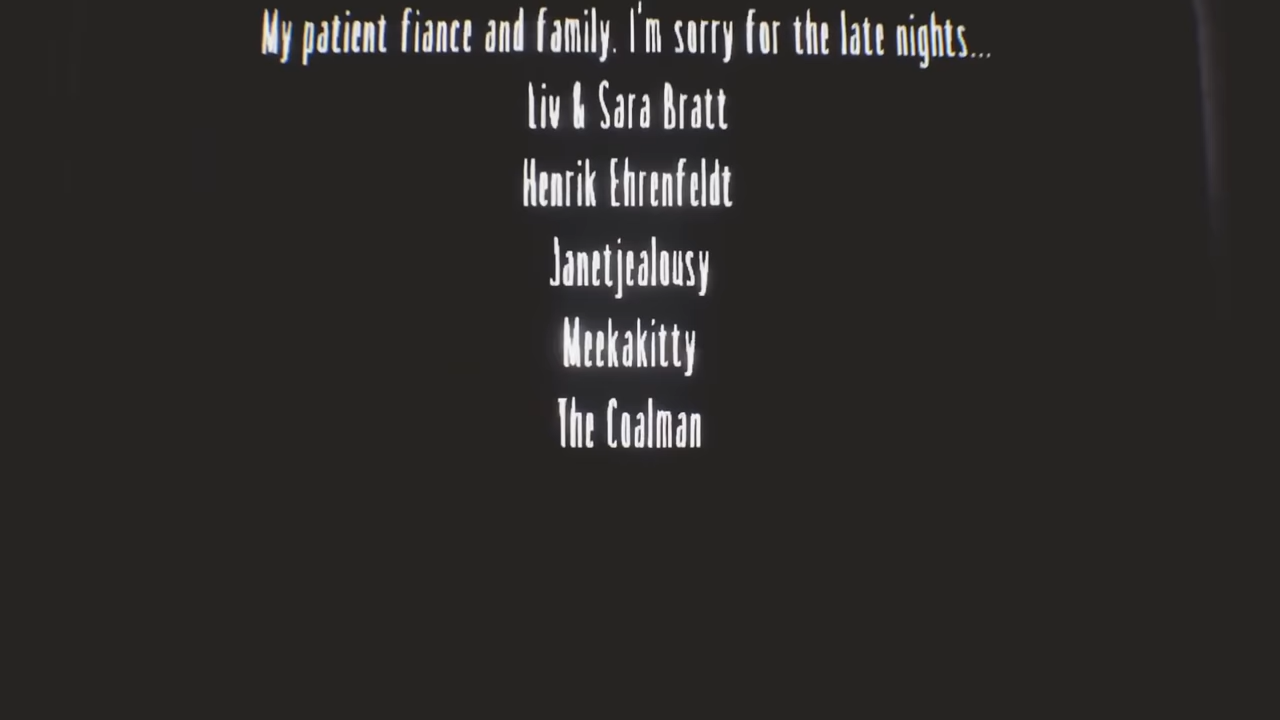 My patient fiance and family. I'm sorry for the late nights...
Liv & Sara Bratt
Henrik Ehrenfeldt
Janetjealousy
Meekakitty
The Coalman